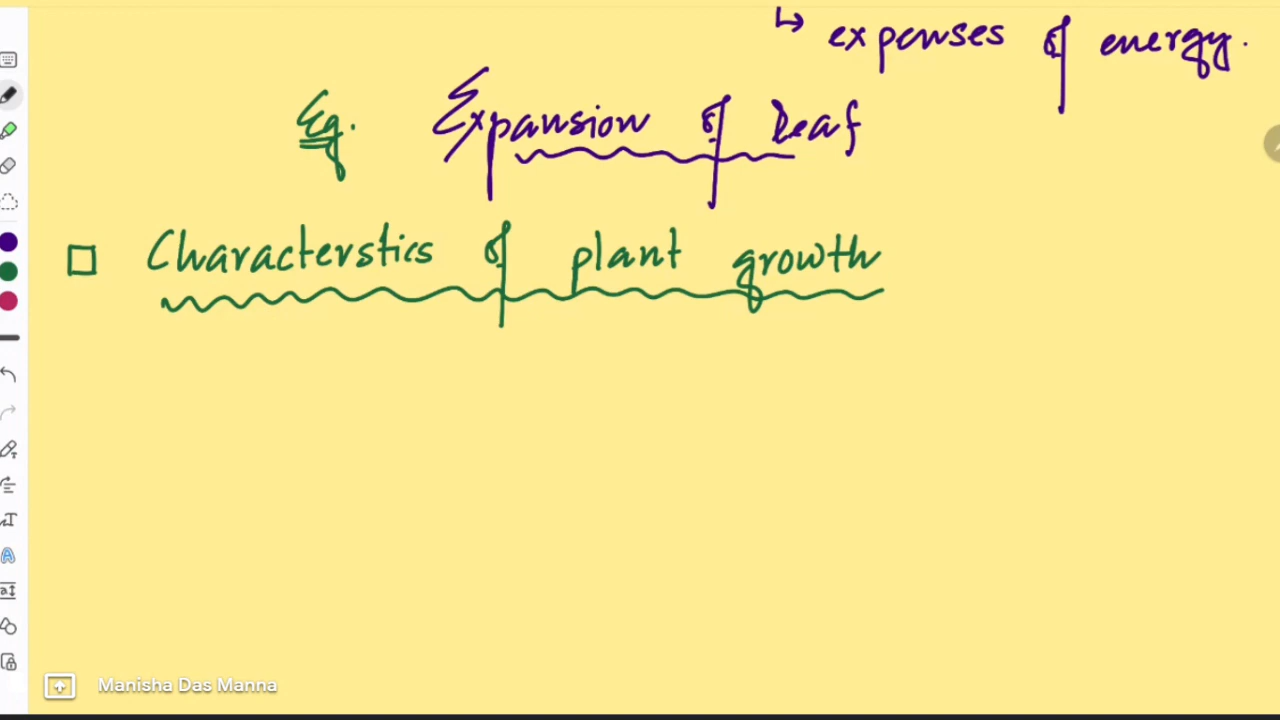 ↳ expenses of energy.
Eg. Expansion of Leaf
□ Characterstics of plant growth
Manisha Das Manna